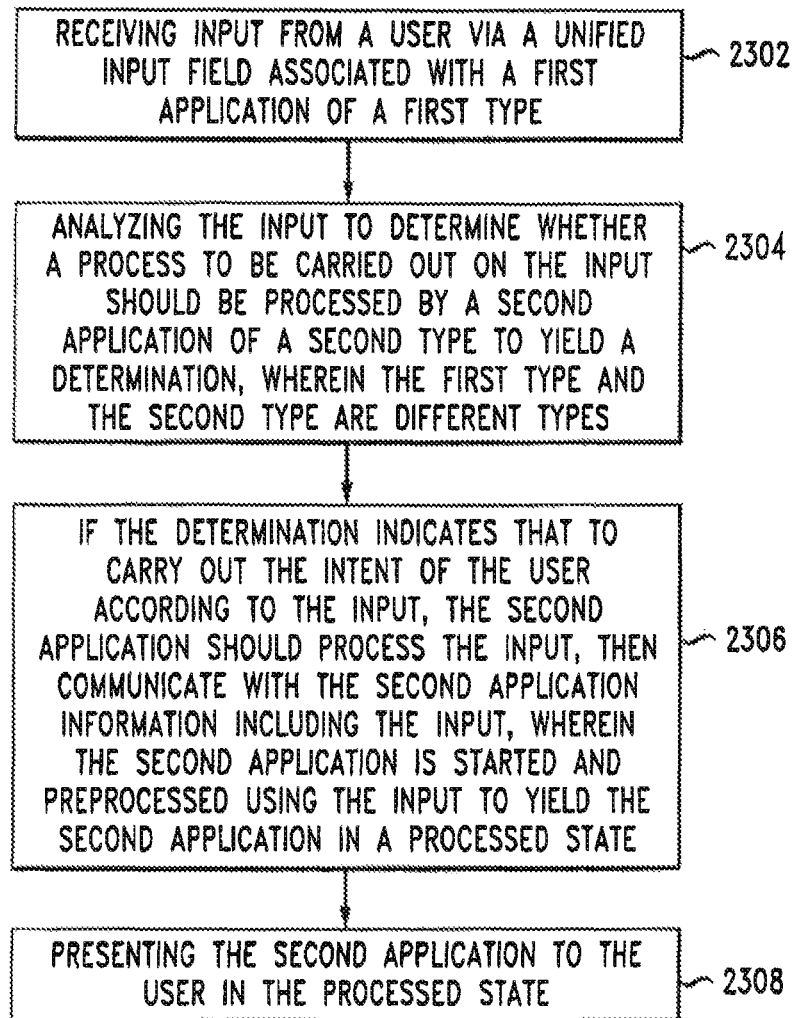 RECEIVING INPUT FROM A USER VIA A UNIFIED
INPUT FIELD ASSOCIATED WITH A FIRST
APPLICATION OF A FIRST TYPE
2302
ANALYZING THE INPUT TO DETERMINE WHETHER
A PROCESS TO BE CARRIED OUT ON THE INPUT
SHOULD BE PROCESSED BY A SECOND
APPLICATION OF A SECOND TYPE TO YIELD A
DETERMINATION, WHEREIN THE FIRST TYPE AND
THE SECOND TYPE ARE DIFFERENT TYPES
2304
IF THE DETERMINATION INDICATES THAT TO
CARRY OUT THE INTENT OF THE USER
ACCORDING TO THE INPUT, THE SECOND
APPLICATION SHOULD PROCESS THE INPUT, THEN
COMMUNICATE WITH THE SECOND APPLICATION
INFORMATION INCLUDING THE INPUT, WHEREIN
THE SECOND APPLICATION IS STARTED AND
PREPROCESSED USING THE INPUT TO YIELD THE
SECOND APPLICATION IN A PROCESSED STATE
2306
PRESENTING THE SECOND APPLICATION TO THE
USER IN THE PROCESSED STATE
2308